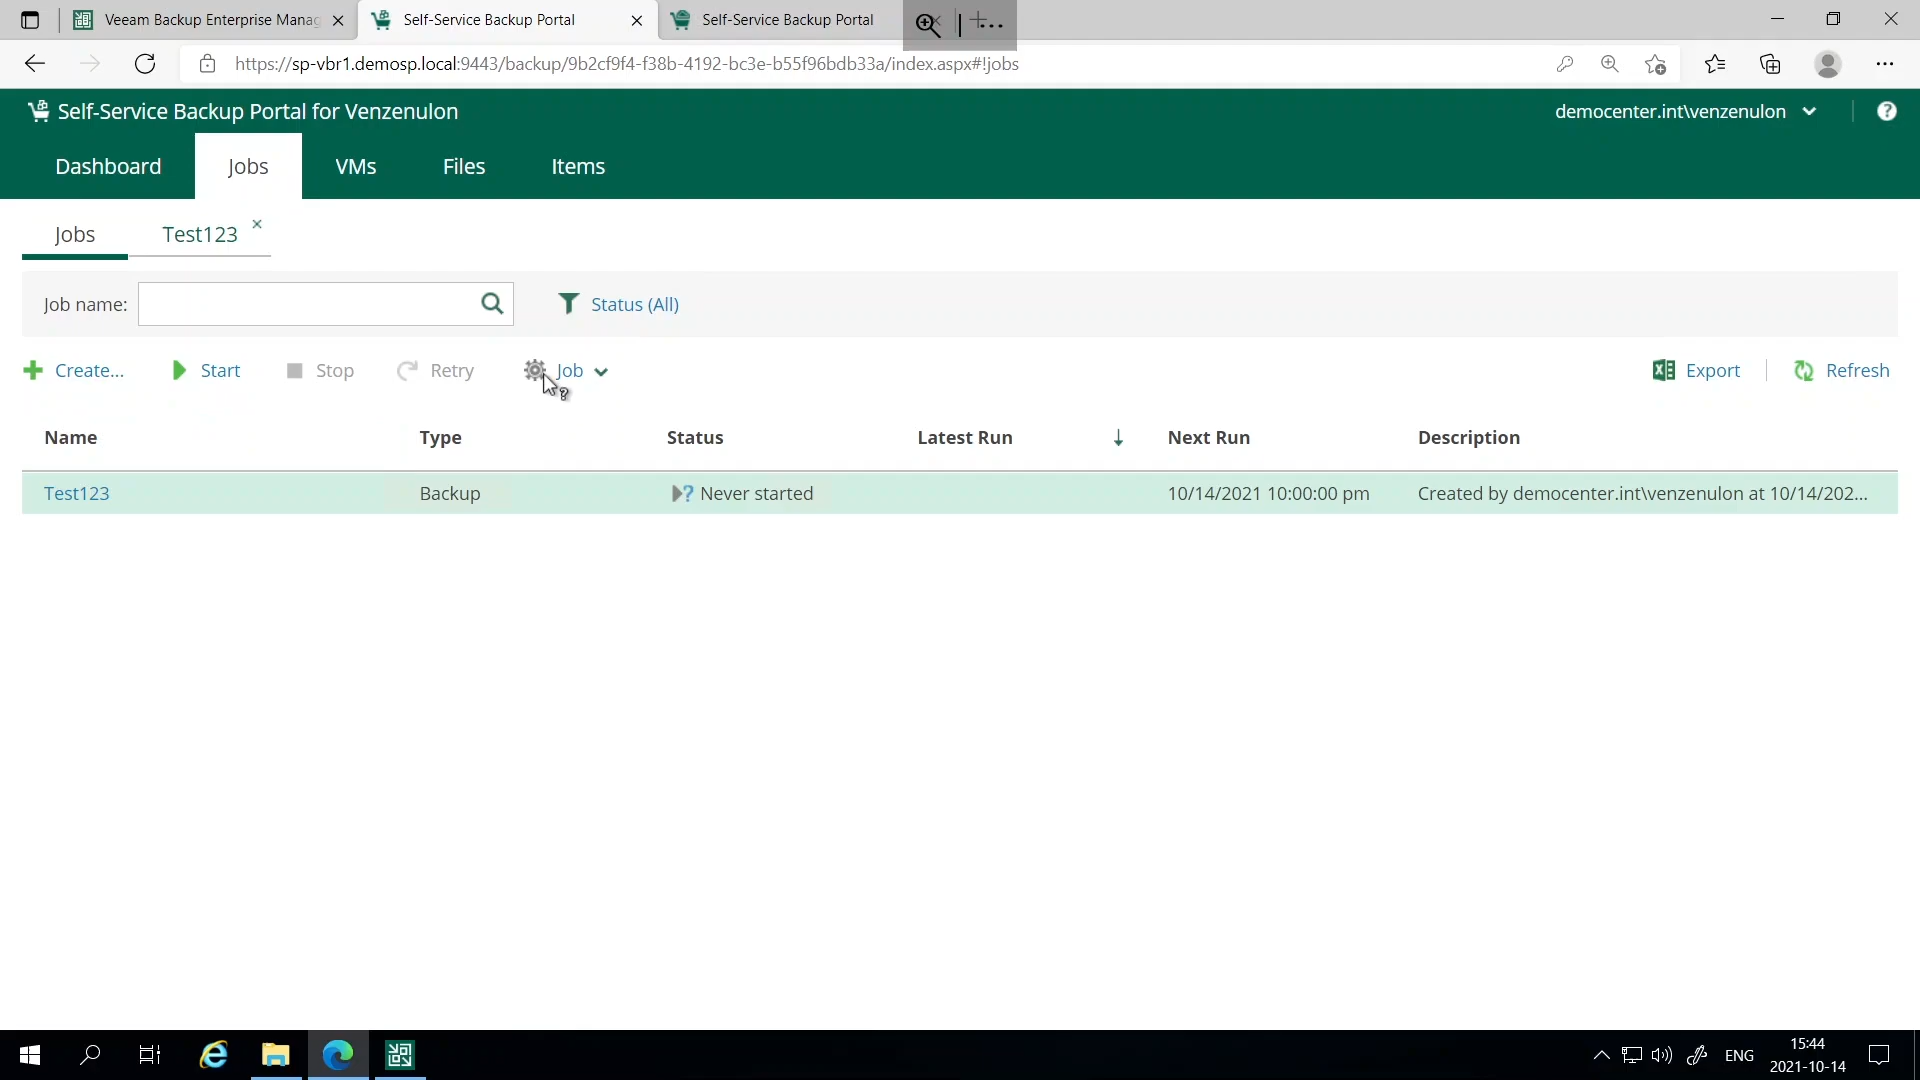 Veeam Backup Enterprise Manag
Self-Service Backup Portal
Self-Service Backup Portal
https://sp-vbr1.demosp.local:9443/backup/9b2cf9f4-f38b-4192-bc3e-b55f96bdb33a/index.aspx#!jobs
Self-Service Backup Portal for Venzenulon
democenter.int\venzenulon
Dashboard
Jobs
VMs
Files
Items
Jobs
Test123
Job name:
Status (All)
Create...
Start
Stop
Retry
Job
Export
Refresh
Name Type Status Latest Run Next Run Description
Test123 Backup Never started 10/14/2021 10:00:00 pm Created by democenter.int\venzenulon at 10/14/202...
ENG
15:44
2021-10-14